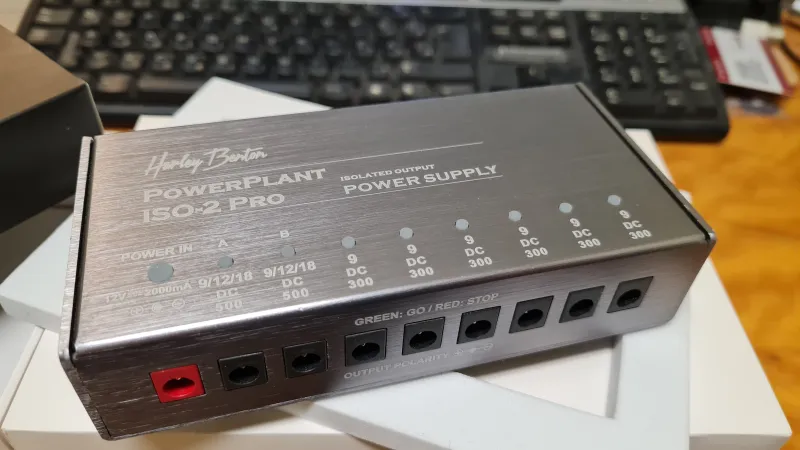 Harley Benton
POWERPLANT
ISO-2 PRO
ISOLATED OUTPUT
POWER SUPPLY
POWER IN
12V 2000mA
A
9/12/18
DC
500
B
9/12/18
DC
500
9
DC
300
9
DC
300
9
DC
300
9
DC
300
9
DC
300
9
DC
300
GREEN: GO / RED: STOP
OUTPUT POLARITY